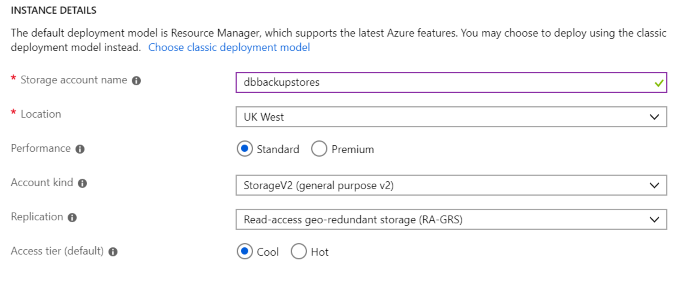 INSTANCE DETAILS
The default deployment model is Resource Manager, which supports the latest Azure features. You may choose to deploy using the classic
deployment model instead. Choose classic deployment model
* Storage account name
dbbackupstores
* Location
UK West
Performance
Standard Premium
Account kind
StorageV2 (general purpose v2)
Replication
Read-access geo-redundant storage (RA-GRS)
Access tier (default)
Cool Hot